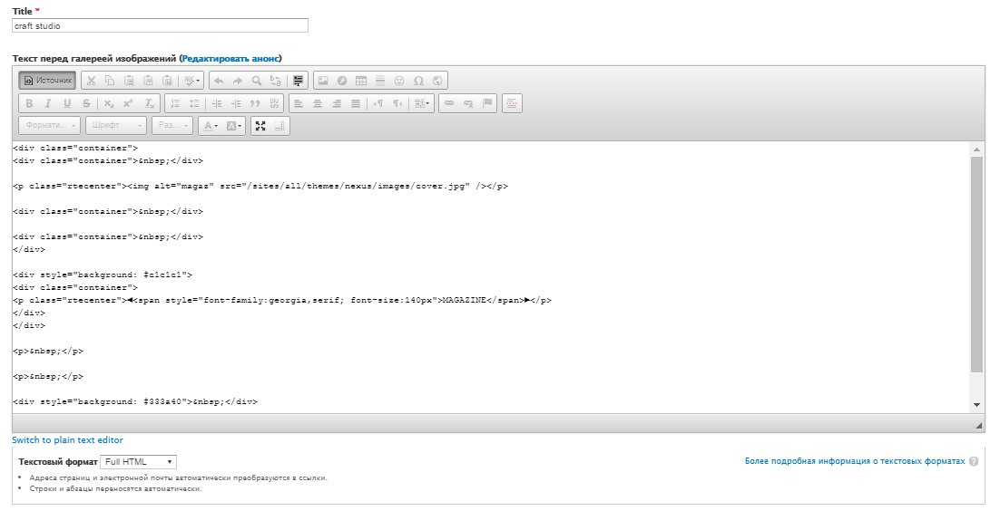 Title *
craft studio
Текст перед галереей изображений (Редактировать анонс)
Источник
Формати...
Шрифт
Раз...
<div class="container">
<div class="container">&nbsp;</div>
<p class="rtecenter"><img alt="magaz" src="/sites/all/themes/nexus/images/cover.jpg" /></p>
<div class="container">&nbsp;</div>
<div class="container">&nbsp;</div>
</div>
<div style="background: #c1c1c1">
<div class="container">
<p class="rtecenter">◄<span style="font-family:georgia,serif; font-size:140px">MAGAZINE</span>►</p>
</div>
</div>
<p>&nbsp;</p>
<p>&nbsp;</p>
<div style="background: #333a40">&nbsp;</div>
Switch to plain text editor
Текстовый формат Full HTML
Более подробная информация о текстовых форматах
Адреса страниц и электронной почты автоматически преобразуются в ссылки.
Строки и абзацы переносятся автоматически.